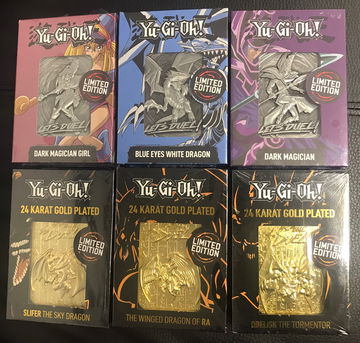 Yu-Gi-Oh!
LIMITED
EDITION
LET'S DUEL
DARK MAGICIAN GIRL
Yu-Gi-Oh!
LIMITED
EDITION
LET'S DUEL
BLUE EYES WHITE DRAGON
Yu-Gi-Oh!
LIMITED
EDITION
LET'S DUEL
DARK MAGICIAN
Yu-Gi-Oh!
24 KARAT GOLD PLATED
LIMITED
EDITION
SLIFER THE SKY DRAGON
Yu-Gi-Oh!
24 KARAT GOLD PLATED
LIMITED
EDITION
THE WINGED DRAGON OF RA
Yu-Gi-Oh!
24 KARAT GOLD PLATED
LIMITED
EDITION
OBELISK THE TORMENTOR